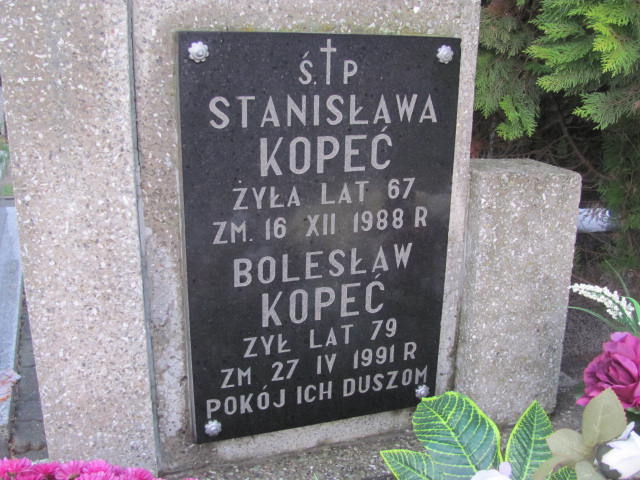 Ś.†P
STANISŁAWA
KOPEĆ
ŻYŁA LAT 67
ZM. 16 XII 1988 R
BOLESŁAW
KOPEĆ
ŻYŁ LAT 79
ZM 27 IV 1991 R
POKÓJ ICH DUSZOM